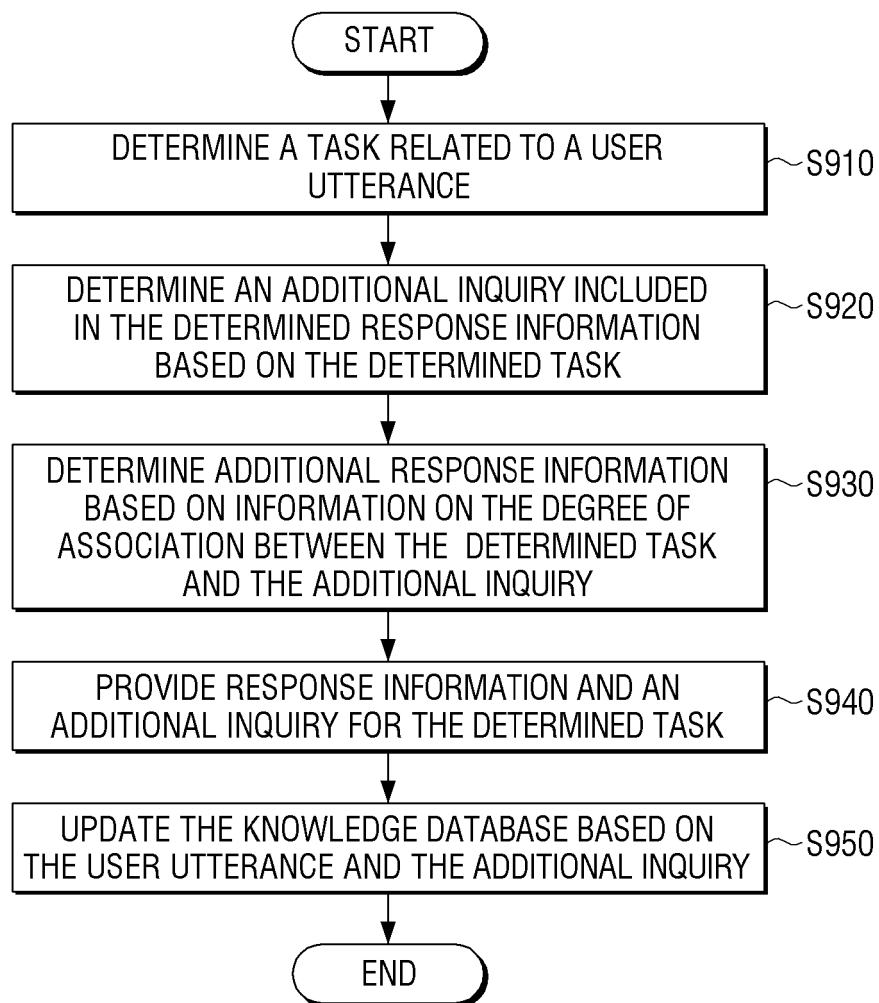 START
DETERMINE A TASK RELATED TO A USER
UTTERANCE
S910
DETERMINE AN ADDITIONAL INQUIRY INCLUDED
IN THE DETERMINED RESPONSE INFORMATION
BASED ON THE DETERMINED TASK
S920
DETERMINE ADDITIONAL RESPONSE INFORMATION
BASED ON INFORMATION ON THE DEGREE OF
ASSOCIATION BETWEEN THE DETERMINED TASK
AND THE ADDITIONAL INQUIRY
S930
PROVIDE RESPONSE INFORMATION AND AN
ADDITIONAL INQUIRY FOR THE DETERMINED TASK
S940
UPDATE THE KNOWLEDGE DATABASE BASED ON
THE USER UTTERANCE AND THE ADDITIONAL INQUIRY
S950
END